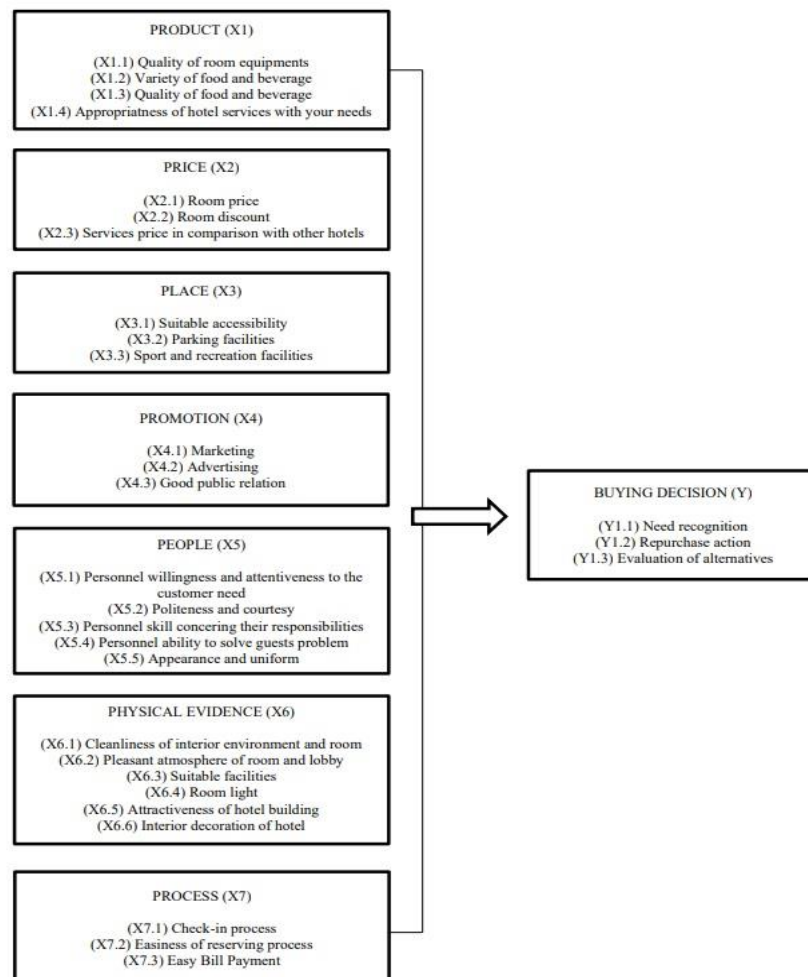 PRODUCT (X1)
(X1.1) Quality of room equipments
(X1.2) Variety of food and beverage
(X1.3) Quality of food and beverage
(X1.4) Appropriatness of hotel services with your needs
PRICE (X2)
(X2.1) Room price
(X2.2) Room discount
(X2.3) Services price in comparison with other hotels
PLACE (X3)
(X3.1) Suitable accessibility
(X3.2) Parking facilities
(X3.3) Sport and recreation facilities
PROMOTION (X4)
(X4.1) Marketing
(X4.2) Advertising
(X4.3) Good public relation
PEOPLE (X5)
(X5.1) Personnel willingness and attentiveness to the
customer need
(X5.2) Politeness and courtesy
(X5.3) Personnel skill concering their responsibilities
(X5.4) Personnel ability to solve guests problem
(X5.5) Appearance and uniform
PHYSICAL EVIDENCE (X6)
(X6.1) Cleanliness of interior environment and room
(X6.2) Pleasant atmosphere of room and lobby
(X6.3) Suitable facilities
(X6.4) Room light
(X6.5) Attractiveness of hotel building
(X6.6) Interior decoration of hotel
PROCESS (X7)
(X7.1) Check-in process
(X7.2) Easiness of reserving process
(X7.3) Easy Bill Payment
BUYING DECISION (Y)
(Y1.1) Need recognition
(Y1.2) Repurchase action
(Y1.3) Evaluation of alternatives